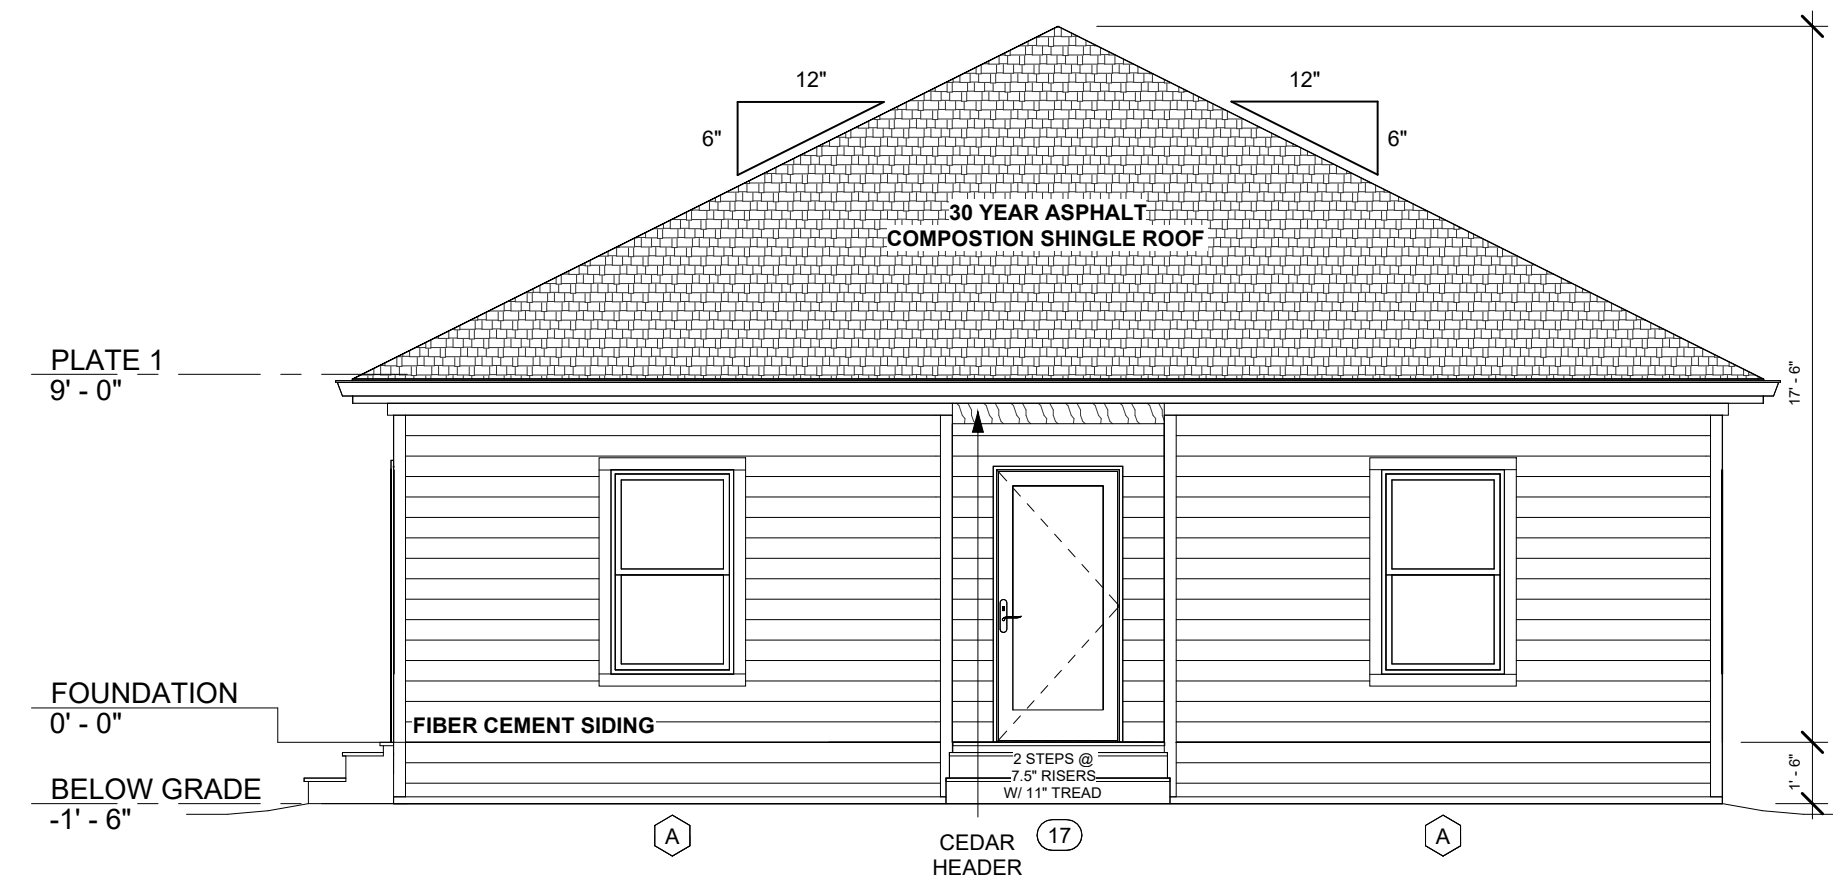 12"
12"
6"
6"
30 YEAR ASPHALT
COMPOSTION SHINGLE ROOF
PLATE 1
9' - 0"
17' - 6"
FOUNDATION
0' - 0"
FIBER CEMENT SIDING
2 STEPS @
7.5" RISERS
W/ 11" TREAD
1' - 6"
BELOW GRADE
-1' - 6"
A
CEDAR
HEADER
17
A